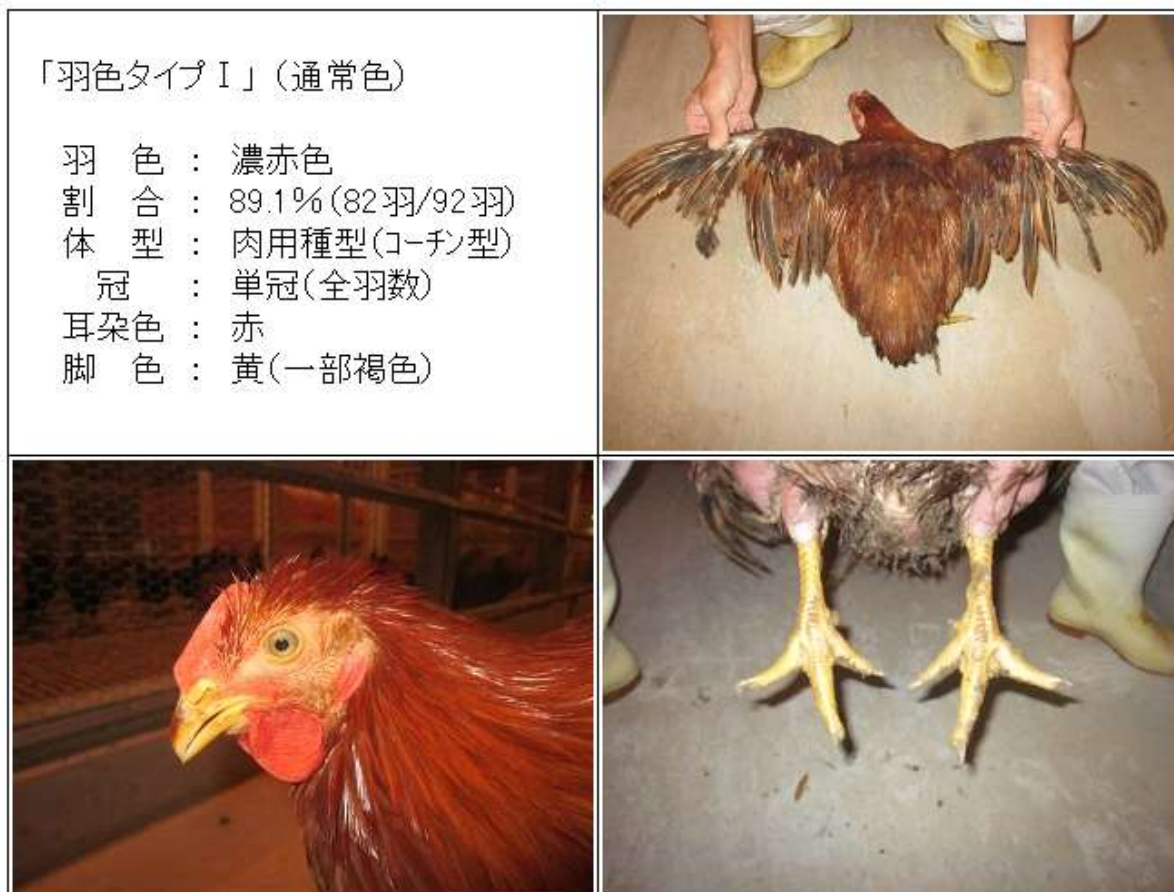 「羽色タイプⅠ」(通常色)
羽　色 : 濃赤色
割　合 : 89.1%(82羽/92羽)
体　型 : 肉用種型(コーチン型)
冠　 : 単冠(全羽数)
耳朶色 : 赤
脚　色 : 黄(一部褐色)